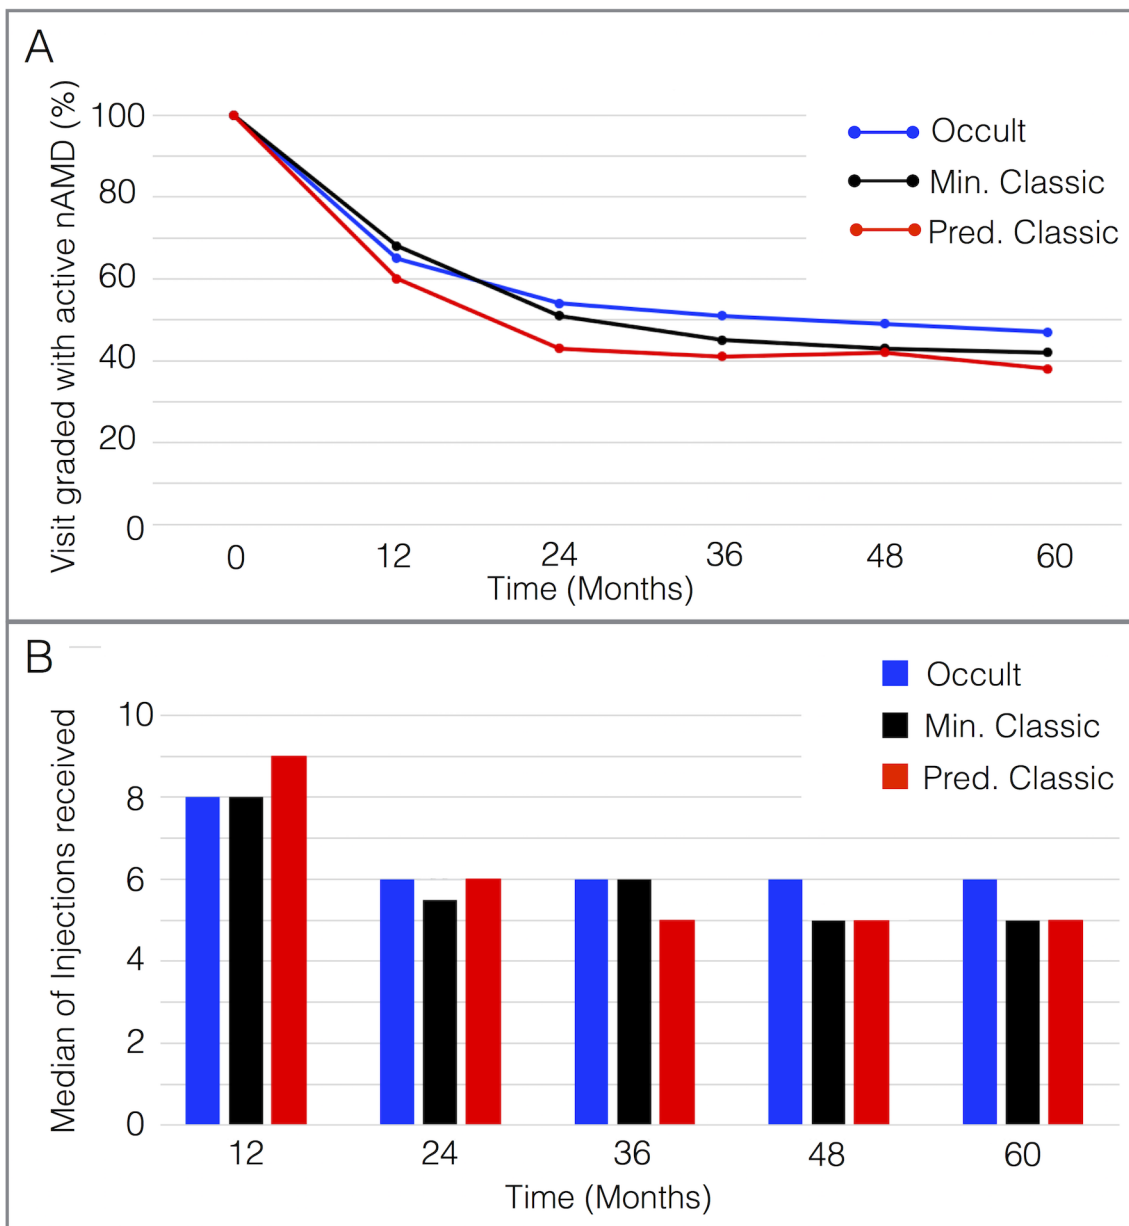 A
Visit graded with active nAMD (%)
100
80
60
40
20
0
0 12 24 36 48 60
Time (Months)
Occult
Min. Classic
Pred. Classic
B
Median of Injections received
10
8
6
4
2
0
12 24 36 48 60
Time (Months)
Occult
Min. Classic
Pred. Classic